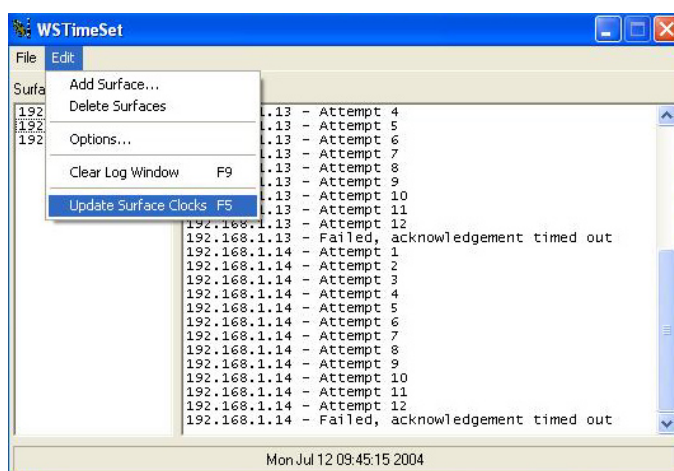 WSTimeSet
File Edit
Surfa
Add Surface...
Delete Surfaces
Options...
Clear Log Window F9
Update Surface Clocks F5
192
192
192
.13 - Attempt 4
1.13 - Attempt 5
1.13 - Attempt 6
1.13 - Attempt 7
1.13 - Attempt 8
1.13 - Attempt 9
1.13 - Attempt 10
1.13 - Attempt 11
192.168.1.13 - Attempt 12
192.168.1.13 - Failed, acknowledgement timed out
192.168.1.14 - Attempt 1
192.168.1.14 - Attempt 2
192.168.1.14 - Attempt 3
192.168.1.14 - Attempt 4
192.168.1.14 - Attempt 5
192.168.1.14 - Attempt 6
192.168.1.14 - Attempt 7
192.168.1.14 - Attempt 8
192.168.1.14 - Attempt 9
192.168.1.14 - Attempt 10
192.168.1.14 - Attempt 11
192.168.1.14 - Attempt 12
192.168.1.14 - Failed, acknowledgement timed out
Mon Jul 12 09:45:15 2004